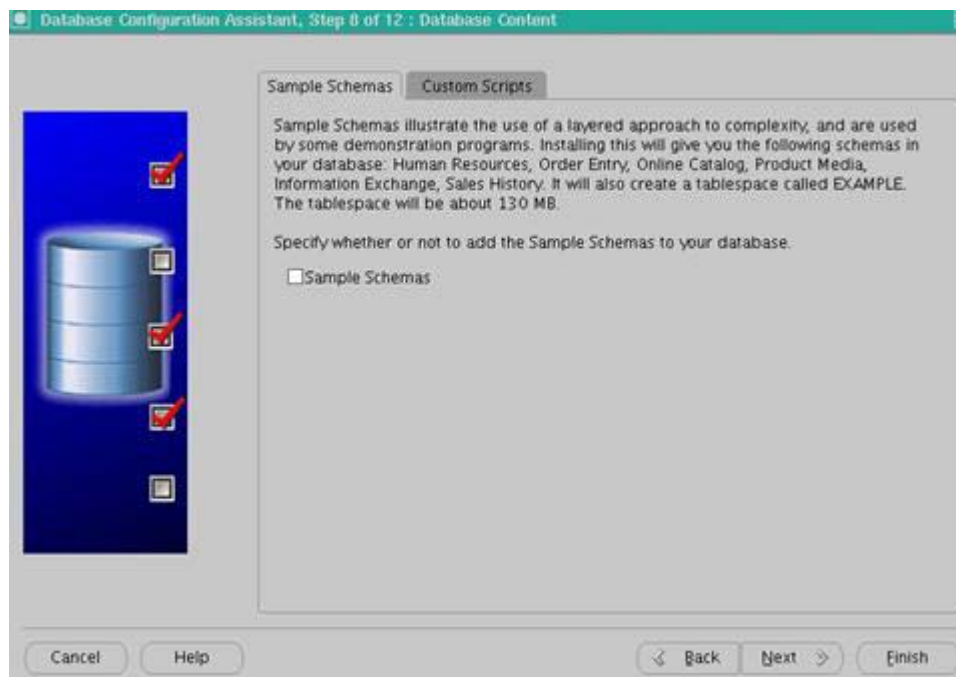 Database Configuration Assistant, Step 8 of 12 : Database Content
Sample Schemas
Custom Scripts
Sample Schemas illustrate the use of a layered approach to complexity, and are used
by some demonstration programs. Installing this will give you the following schemas in
your database: Human Resources, Order Entry, Online Catalog, Product Media,
Information Exchange, Sales History. It will also create a tablespace called EXAMPLE.
The tablespace will be about 130 MB.
Specify whether or not to add the Sample Schemas to your database.
Sample Schemas
Cancel
Help
Back
Next
Finish